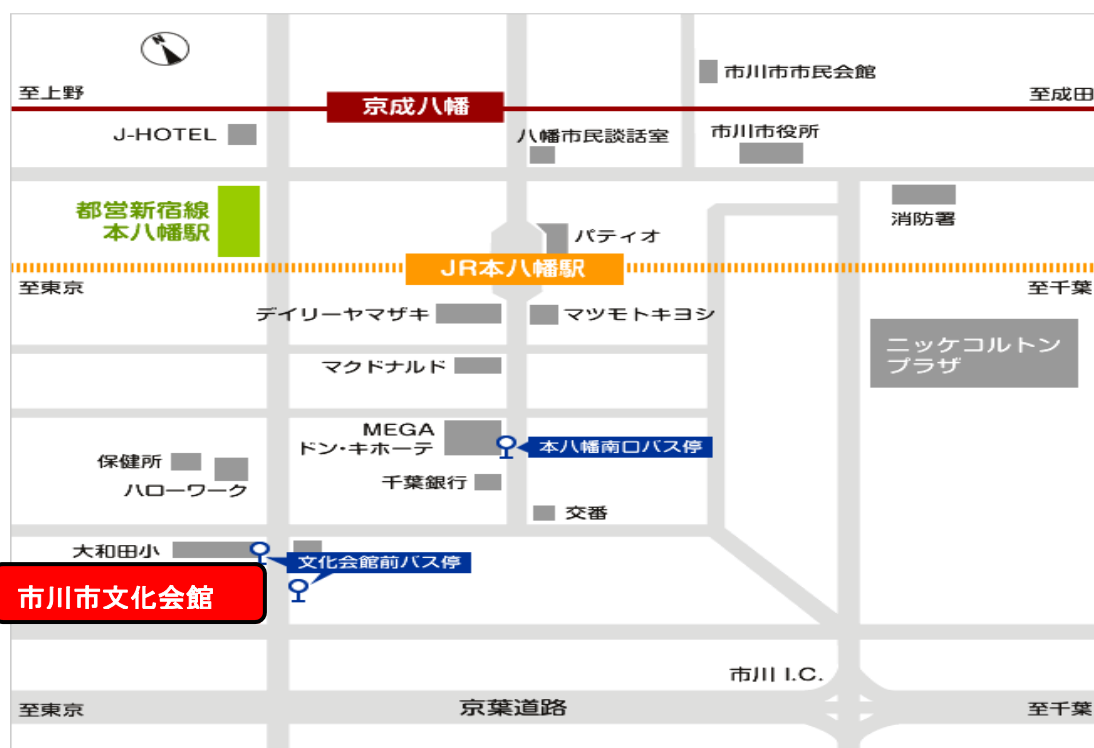 N
市川市市民会館
至上野
京成八幡
至成田
J-HOTEL
八幡市民談話室
市川市役所
都営新宿線
本八幡駅
消防署
パティオ
JR本八幡駅
至東京
至千葉
デイリーヤマザキ
マツモトキヨシ
ニッケコルトン
プラザ
マクドナルド
MEGA
ドン・キホーテ
本八幡南口バス停
保健所
ハローワーク
千葉銀行
交番
大和田小
文化会館前バス停
市川市文化会館
市川 I.C.
至東京
京葉道路
至千葉